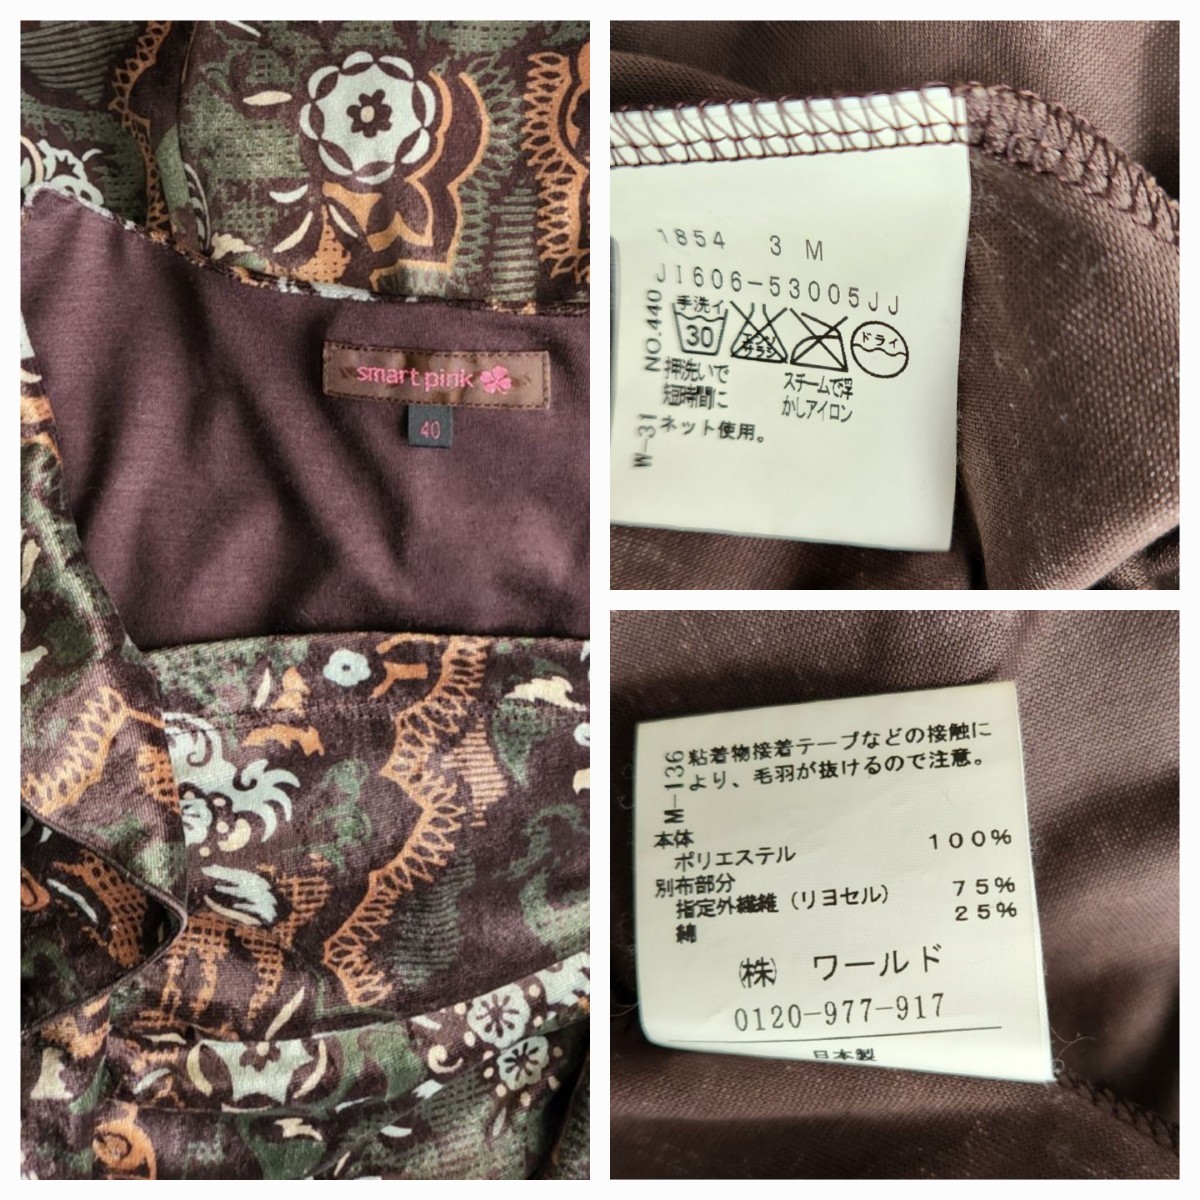 smart pink
40
1854 3 M
J1606-53005JJ
NO.440
手洗イ
30
エンソ
サラシ
ドライ
押洗いで
短時間に
スチームで浮
かしアイロン
W-31
ネット使用。
M-136
粘着物接着テープなどの接触に
より、毛羽が抜けるので注意。
本体
ポリエステル 100%
別布部分
指定外繊維(リヨセル) 75%
綿 25%
㈱ ワールド
0120-977-917
日本製